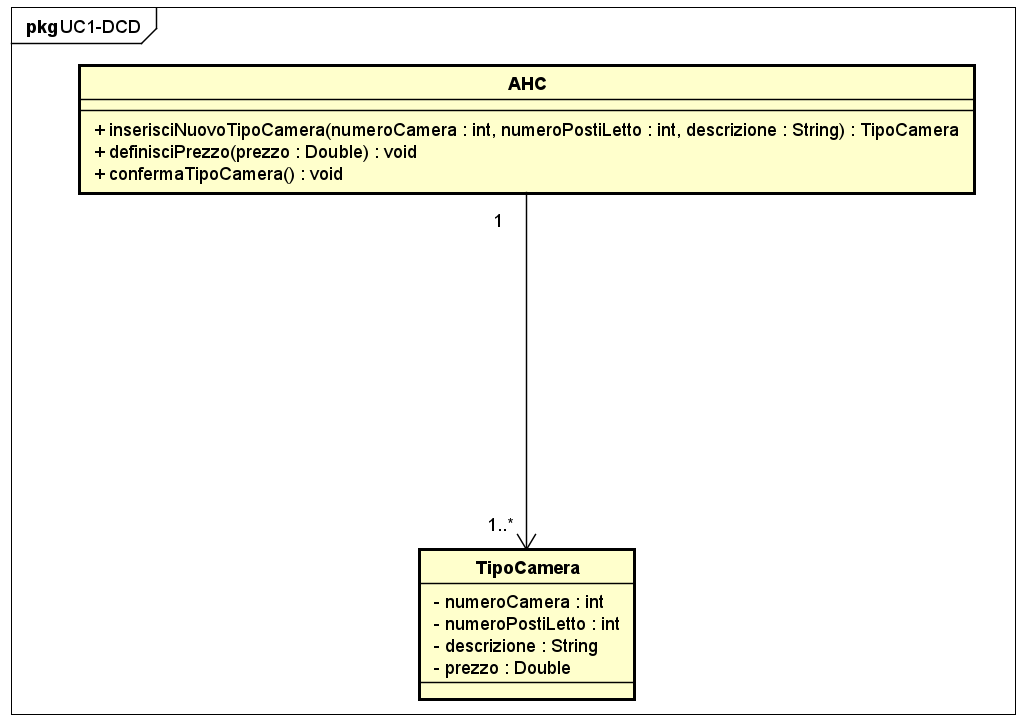 pkg UC1-DCD
AHC
+ inserisciNuovoTipoCamera(numeroCamera : int, numeroPostiLetto : int, descrizione : String) : TipoCamera
+ definisciPrezzo(prezzo : Double) : void
+ confermaTipoCamera() : void
1
1..*
TipoCamera
- numeroCamera : int
- numeroPostiLetto : int
- descrizione : String
- prezzo : Double